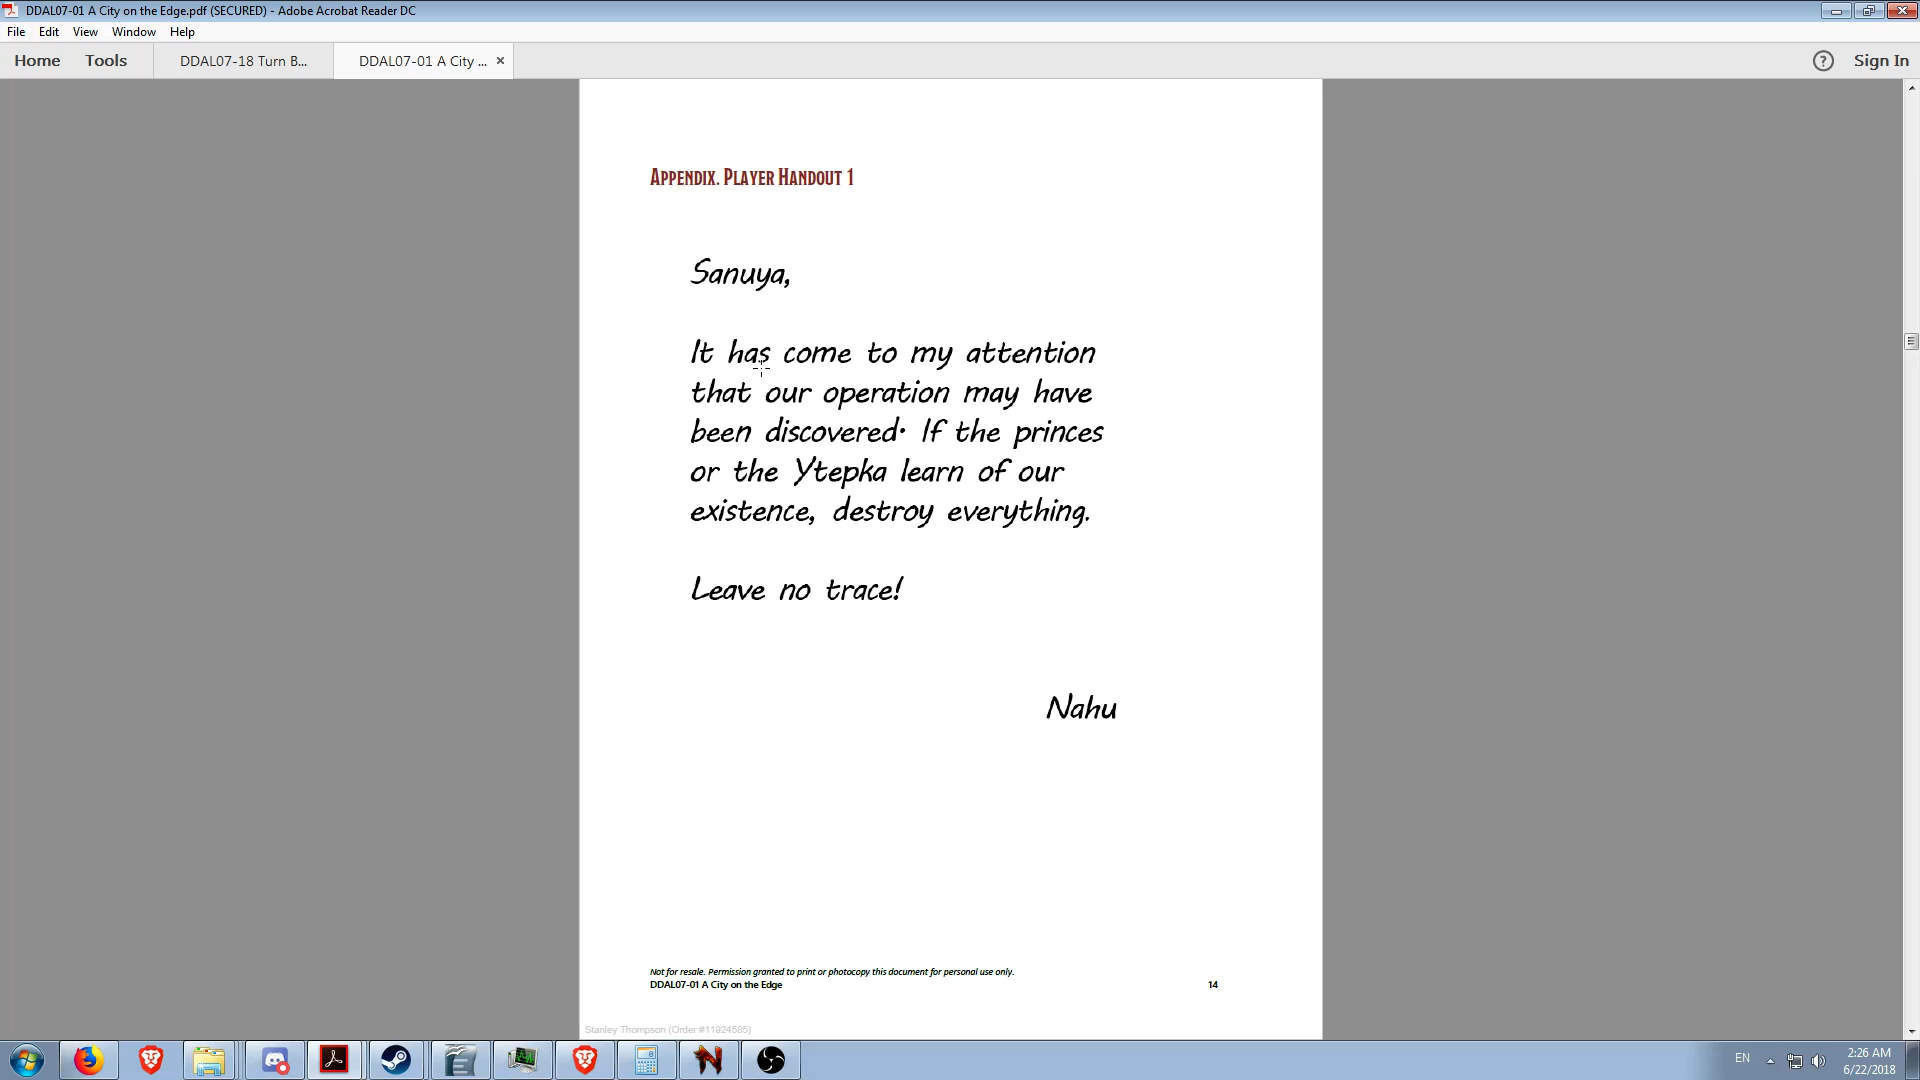 DDAL07-01 A City on the Edge.pdf (SECURED) - Adobe Acrobat Reader DC
File Edit View Window Help
Home Tools DDAL07-18 Turn B... DDAL07-01 A City ... Sign In
APPENDIX. PLAYER HANDOUT 1
Sanuya,
It has come to my attention
that our operation may have
been discovered. If the princes
or the Ytepka learn of our
existence, destroy everything.
Leave no trace!
Nahu
Not for resale. Permission granted to print or photocopy this document for personal use only.
DDAL07-01 A City on the Edge 14
Stanley Thompson (Order #11924585)
EN 2:26 AM
6/22/2018